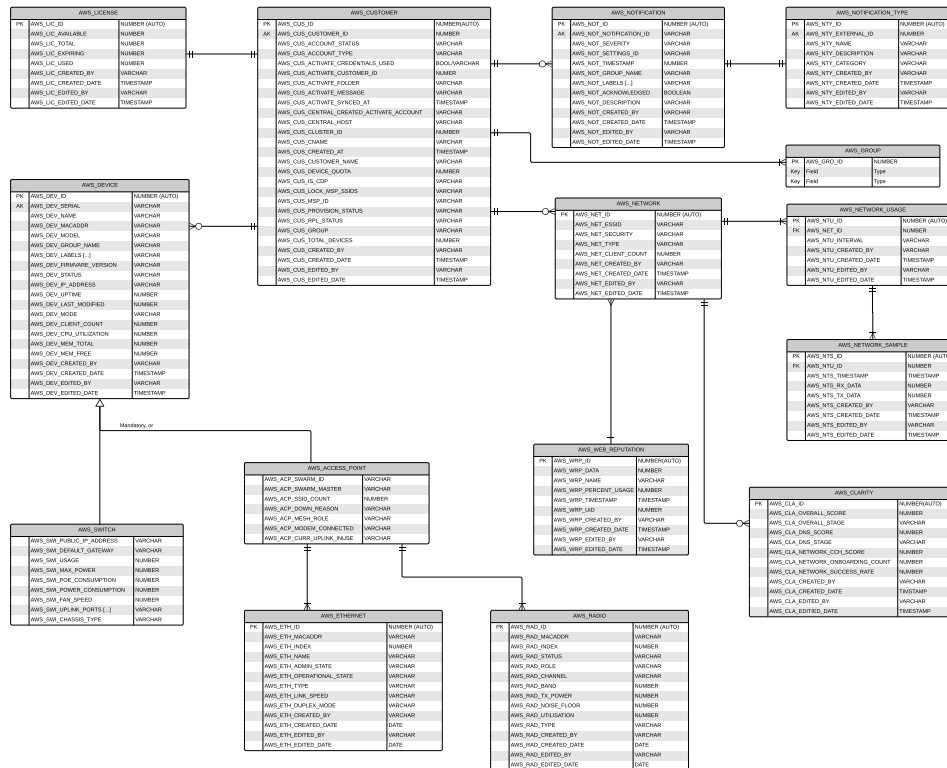 AWS_LICENSE
PK AWS_LIC_ID NUMBER (AUTO)
AWS_LIC_AVAILABLE NUMBER
AWS_LIC_TOTAL NUMBER
AWS_LIC_EXPIRING NUMBER
AWS_LIC_USED NUMBER
AWS_LIC_CREATED_BY VARCHAR
AWS_LIC_CREATED_DATE TIMESTAMP
AWS_LIC_EDITED_BY VARCHAR
AWS_LIC_EDITED_DATE TIMESTAMP
AWS_CUSTOMER
PK AWS_CUS_ID NUMBER(AUTO)
AK AWS_CUS_CUSTOMER_ID NUMBER
AWS_CUS_ACCOUNT_STATUS VARCHAR
AWS_CUS_ACCOUNT_TYPE VARCHAR
AWS_CUS_ACTIVATE_CREDENTIALS_USED BOOL/VARCHAR
AWS_CUS_ACTIVATE_CUSTOMER_ID NUMER
AWS_CUS_ACTIVATE_FOLDER VARCHAR
AWS_CUS_ACTIVATE_MESSAGE VARCHAR
AWS_CUS_ACTIVATE_SYNCED_AT TIMESTAMP
AWS_CUS_CENTRAL_CREATED_ACTIVATE_ACCOUNT VARCHAR
AWS_CUS_CENTRAL_HOST VARCHAR
AWS_CUS_CLUSTER_ID NUMBER
AWS_CUS_CNAME VARCHAR
AWS_CUS_CREATED_AT TIMESTAMP
AWS_CUS_CUSTOMER_NAME VARCHAR
AWS_CUS_DEVICE_QUOTA NUMBER
AWS_CUS_IS_CDP VARCHAR
AWS_CUS_LOCK_MSP_SSIDS VARCHAR
AWS_CUS_MSP_ID VARCHAR
AWS_CUS_PROVISION_STATUS VARCHAR
AWS_CUS_RPL_STATUS VARCHAR
AWS_CUS_GROUP VARCHAR
AWS_CUS_TOTAL_DEVICES NUMBER
AWS_CUS_CREATED_BY VARCHAR
AWS_CUS_CREATED_DATE TIMESTAMP
AWS_CUS_EDITED_BY VARCHAR
AWS_CUS_EDITED_DATE TIMESTAMP
AWS_NOTIFICATION
PK AWS_NOT_ID NUMBER (AUTO)
AK AWS_NOT_NOTIFICATION_ID VARCHAR
AWS_NOT_SEVERITY VARCHAR
AWS_NOT_SETTINGS_ID VARCHAR
AWS_NOT_TIMESTAMP NUMBER
AWS_NOT_GROUP_NAME VARCHAR
AWS_NOT_LABELS [...] VARCHAR
AWS_NOT_ACKNOWLEDGED BOOLEAN
AWS_NOT_DESCRIPTION VARCHAR
AWS_NOT_CREATED_BY VARCHAR
AWS_NOT_CREATED_DATE TIMESTAMP
AWS_NOT_EDITED_BY VARCHAR
AWS_NOT_EDITED_DATE TIMESTAMP
AWS_NOTIFICATION_TYPE
PK AWS_NTY_ID NUMBER (AUTO)
AK AWS_NTY_EXTERNAL_ID NUMBER
AWS_NTY_NAME VARCHAR
AWS_NTY_DESCRIPTION VARCHAR
AWS_NTY_CATEGORY VARCHAR
AWS_NTY_CREATED_BY VARCHAR
AWS_NTY_CREATED_DATE TIMESTAMP
AWS_NTY_EDITED_BY VARCHAR
AWS_NTY_EDITED_DATE TIMESTAMP
AWS_GROUP
PK AWS_GRO_ID NUMBER
Key Field Type
Key Field Type
AWS_DEVICE
PK AWS_DEV_ID NUMBER (AUTO)
AK AWS_DEV_SERIAL VARCHAR
AWS_DEV_NAME VARCHAR
AWS_DEV_MACADDR VARCHAR
AWS_DEV_MODEL VARCHAR
AWS_DEV_GROUP_NAME VARCHAR
AWS_DEV_LABELS [...] VARCHAR
AWS_DEV_FIRMWARE_VERSION VARCHAR
AWS_DEV_STATUS VARCHAR
AWS_DEV_IP_ADDRESS VARCHAR
AWS_DEV_UPTIME NUMBER
AWS_DEV_LAST_MODIFIED NUMBER
AWS_DEV_MODE VARCHAR
AWS_DEV_CLIENT_COUNT NUMBER
AWS_DEV_CPU_UTILIZATION NUMBER
AWS_DEV_MEM_TOTAL NUMBER
AWS_DEV_MEM_FREE NUMBER
AWS_DEV_CREATED_BY VARCHAR
AWS_DEV_CREATED_DATE TIMESTAMP
AWS_DEV_EDITED_BY VARCHAR
AWS_DEV_EDITED_DATE TIMESTAMP
AWS_NETWORK
PK AWS_NET_ID NUMBER (AUTO)
AWS_NET_ESSID VARCHAR
AWS_NET_SECURITY VARCHAR
AWS_NET_TYPE VARCHAR
AWS_NET_CLIENT_COUNT NUMBER
AWS_NET_CREATED_BY VARCHAR
AWS_NET_CREATED_DATE TIMESTAMP
AWS_NET_EDITED_BY VARCHAR
AWS_NET_EDITED_DATE TIMESTAMP
AWS_NETWORK_USAGE
PK AWS_NTU_ID NUMBER (AUTO
FK AWS_NET_ID NUMBER
AWS_NTU_INTERVAL VARCHAR
AWS_NTU_CREATED_BY VARCHAR
AWS_NTU_CREATED_DATE TIMESTAMP
AWS_NTU_EDITED_BY VARCHAR
AWS_NTU_EDITED_DATE TIMESTAMP
AWS_NETWORK_SAMPLE
PK AWS_NTS_ID NUMBER (AUTO
FK AWS_NTU_ID NUMBER
AWS_NTS_TIMESTAMP TIMESTAMP
AWS_NTS_RX_DATA NUMBER
AWS_NTS_TX_DATA NUMBER
AWS_NTS_CREATED_BY VARCHAR
AWS_NTS_CREATED_DATE TIMESTAMP
AWS_NTS_EDITED_BY VARCHAR
AWS_NTS_EDITED_DATE TIMESTAMP
Mandatory, or
AWS_ACCESS_POINT
AWS_ACP_SWARM_ID VARCHAR
AWS_ACP_SWARM_MASTER VARCHAR
AWS_ACP_SSID_COUNT NUMBER
AWS_ACP_DOWN_REASON VARCHAR
AWS_ACP_MESH_ROLE VARCHAR
AWS_ACP_MODEM_CONNECTED VARCHAR
AWS_ACP_CURR_UPLINK_INUSE VARCHAR
AWS_WEB_REPUTATION
PK AWS_WRP_ID NUMBER(AUTO)
AWS_WRP_DATA NUMBER
AWS_WRP_NAME VARCHAR
AWS_WRP_PERCENT_USAGE NUMBER
AWS_WRP_TIMESTAMP TIMESTAMP
AWS_WRP_UID NUMBER
AWS_WRP_CREATED_BY VARCHAR
AWS_WRP_CREATED_DATE TIMESTAMP
AWS_WRP_EDITED_BY VARCHAR
AWS_WRP_EDITED_DATE TIMESTAMP
AWS_CLARITY
PK AWS_CLA_ID NUMBER(AUTO)
AWS_CLA_OVERALL_SCORE NUMBER
AWS_CLA_OVERALL_STAGE VARCHAR
AWS_CLA_DNS_SCORE NUMBER
AWS_CLA_DNS_STAGE VARCHAR
AWS_CLA_NETWORK_CCH_SCORE NUMBER
AWS_CLA_NETWORK_ONBOARDING_COUNT NUMBER
AWS_CLA_NETWORK_SUCCESS_RATE NUMBER
AWS_CLA_CREATED_BY VARCHAR
AWS_CLA_CREATED_DATE TIMESTAMP
AWS_CLA_EDITED_BY VARCHAR
AWS_CLA_EDITIED_DATE TIMSTAMP
AWS_SWITCH
AWS_SWI_PUBLIC_IP_ADDRESS VARCHAR
AWS_SWI_DEFAULT_GATEWAY VARCHAR
AWS_SWI_USAGE NUMBER
AWS_SWI_MAX_POWER NUMBER
AWS_SWI_POE_CONSUMPTION NUMBER
AWS_SWI_POWER_CONSUMPTION NUMBER
AWS_SWI_FAN_SPEED NUMBER
AWS_SWI_UPLINK_PORTS [...] VARCHAR
AWS_SWI_CHASSIS_TYPE VARCHAR
AWS_ETHERNET
PK AWS_ETH_ID NUMBER (AUTO)
AWS_ETH_MACADDR VARCHAR
AWS_ETH_INDEX NUMBER
AWS_ETH_NAME VARCHAR
AWS_ETH_ADMIN_STATE VARCHAR
AWS_ETH_OPERATIONAL_STATE VARCHAR
AWS_ETH_TYPE VARCHAR
AWS_ETH_LINK_SPEED VARCHAR
AWS_ETH_DUPLEX_MODE VARCHAR
AWS_ETH_CREATED_BY VARCHAR
AWS_ETH_CREATED_DATE DATE
AWS_ETH_EDITED_BY VARCHAR
AWS_ETH_EDITED_DATE DATE
AWS_RADIO
PK AWS_RAD_ID NUMBER (AUTO)
AWS_RAD_MACADDR VARCHAR
AWS_RAD_INDEX NUMBER
AWS_RAD_STATUS VARCHAR
AWS_RAD_ROLE VARCHAR
AWS_RAD_CHANNEL VARCHAR
AWS_RAD_BAND NUMBER
AWS_RAD_TX_POWER NUMBER
AWS_RAD_NOISE_FLOOR NUMBER
AWS_RAD_UTILISATION NUMBER
AWS_RAD_TYPE VARCHAR
AWS_RAD_CREATED_BY VARCHAR
AWS_RAD_CREATED_DATE DATE
AWS_RAD_EDITED_BY VARCHAR
AWS_RAD_EDITED_DATE DATE